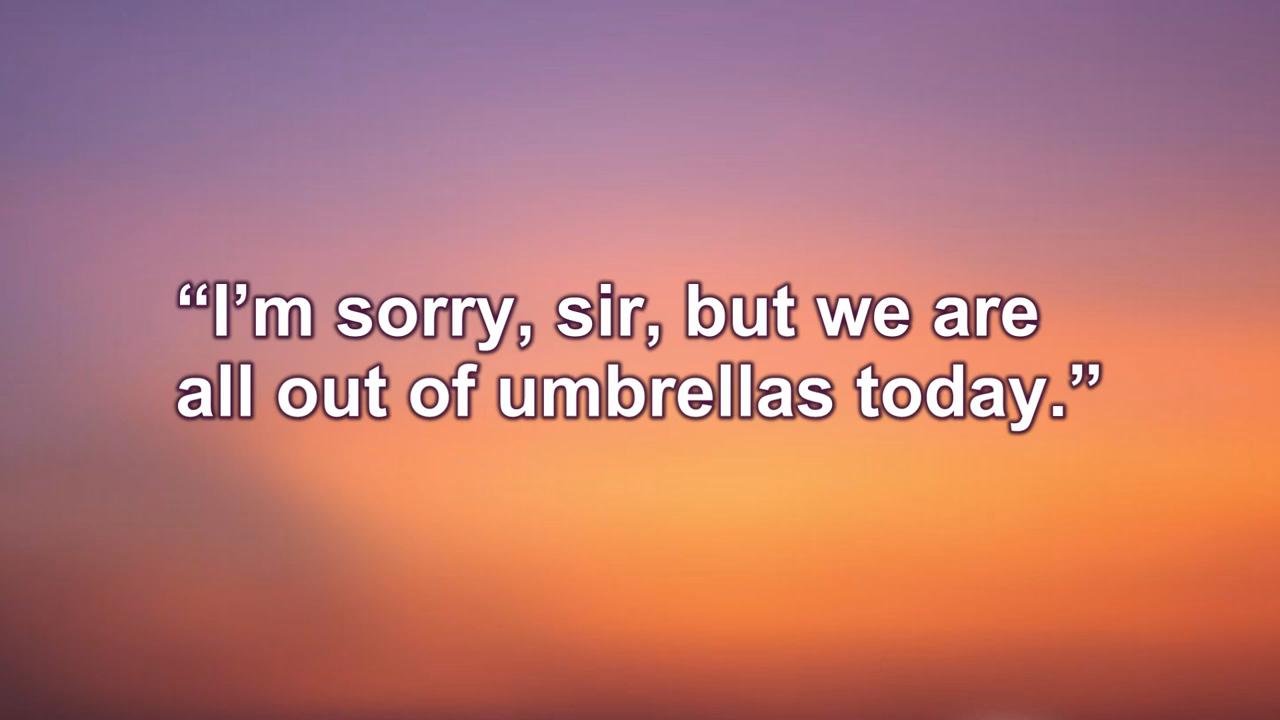 “I’m sorry, sir, but we are
all out of umbrellas today.”